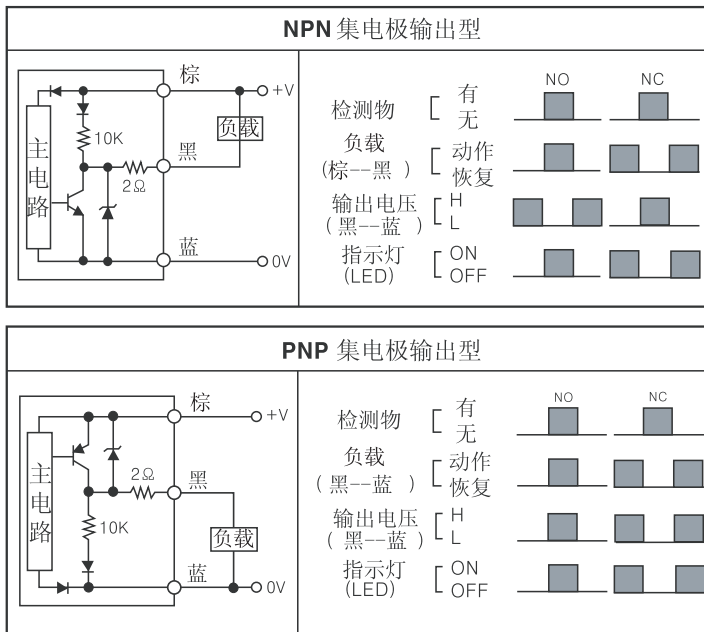 NPN 集电极输出型
棕
+V
负载
10K
黑
2Ω
主电路
蓝
0V
NO NC
检测物 有
无
负载
(棕--黑) 动作
恢复
输出电压
(黑--蓝) H
L
指示灯
(LED) ON
OFF
PNP 集电极输出型
棕
+V
2Ω
黑
主电路
10K
负载
蓝
0V
NO NC
检测物 有
无
负载
(黑--蓝) 动作
恢复
输出电压
(黑--蓝) H
L
指示灯
(LED) ON
OFF